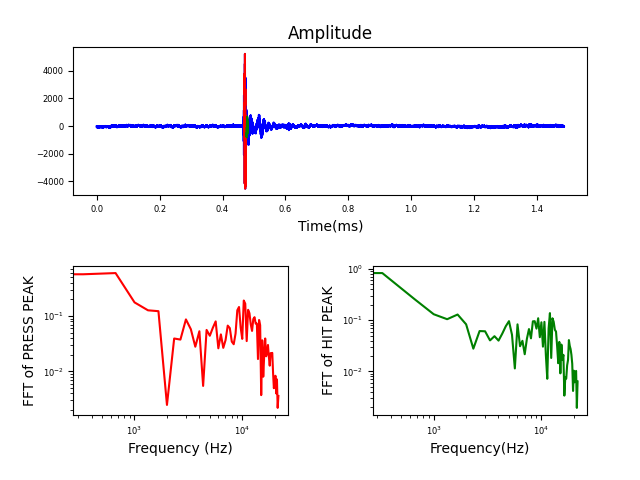 Amplitude
4000
2000
0
−2000
−4000
0.0 0.2 0.4 0.6 0.8 1.0 1.2 1.4
Time(ms)
FFT of PRESS PEAK
10⁻¹
10⁻²
10³ 10⁴
Frequency (Hz)
FFT of HIT PEAK
10⁰
10⁻¹
10⁻²
10³ 10⁴
Frequency(Hz)